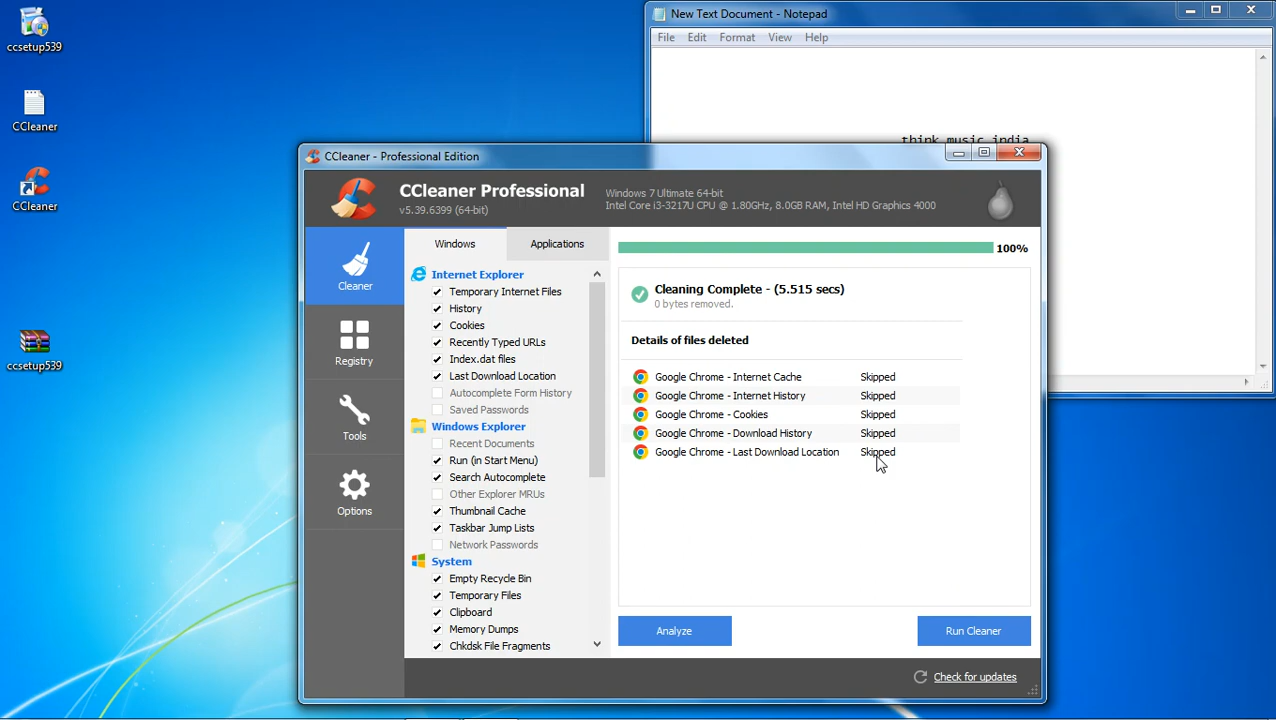 ccsetup539
CCleaner
CCleaner
ccsetup539
New Text Document - Notepad
File Edit Format View Help
think music india
CCleaner - Professional Edition
CCleaner Professional
v5.39.6399 (64-bit)
Windows 7 Ultimate 64-bit
Intel Core i3-3217U CPU @ 1.80GHz, 8.0GB RAM, Intel HD Graphics 4000
Cleaner
Registry
Tools
Options
Windows Applications
Internet Explorer
Temporary Internet Files
History
Cookies
Recently Typed URLs
Index.dat files
Last Download Location
Autocomplete Form History
Saved Passwords
Windows Explorer
Recent Documents
Run (in Start Menu)
Search Autocomplete
Other Explorer MRUs
Thumbnail Cache
Taskbar Jump Lists
Network Passwords
System
Empty Recycle Bin
Temporary Files
Clipboard
Memory Dumps
Chkdsk File Fragments
100%
Cleaning Complete - (5.515 secs)
0 bytes removed.
Details of files deleted
Google Chrome - Internet Cache Skipped
Google Chrome - Internet History Skipped
Google Chrome - Cookies Skipped
Google Chrome - Download History Skipped
Google Chrome - Last Download Location Skipped
Analyze Run Cleaner
Check for updates